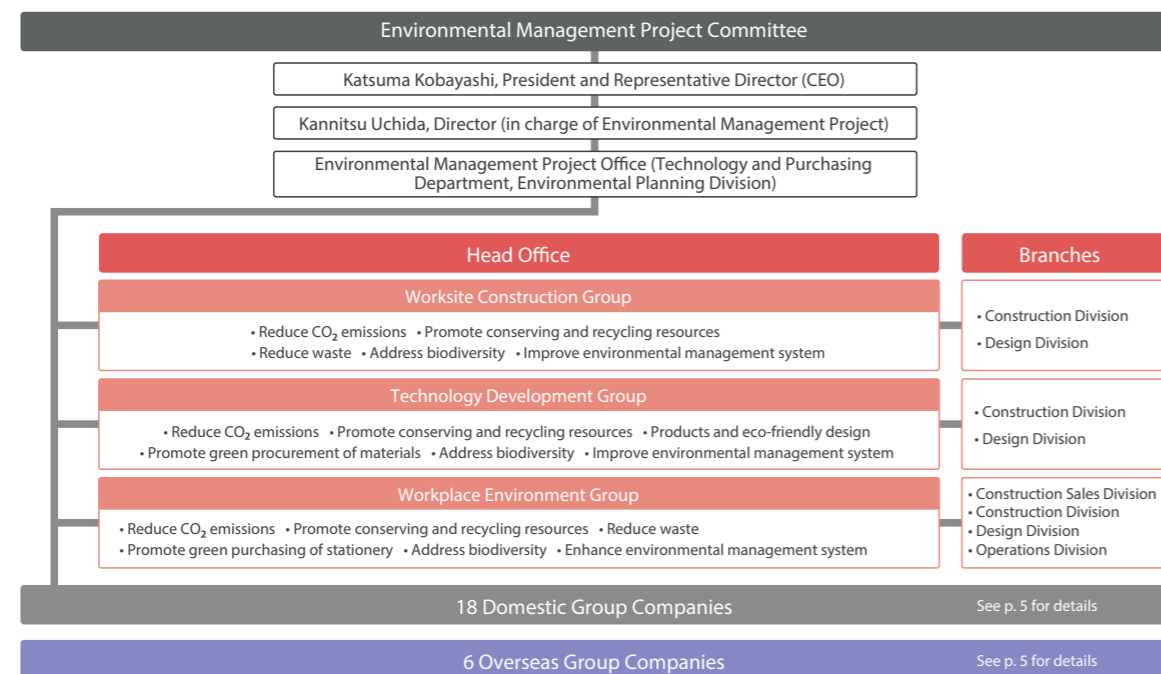 Environmental Management Project Committee
Katsuma Kobayashi, President and Representative Director (CEO)
Kannitsu Uchida, Director (in charge of Environmental Management Project)
Environmental Management Project Office (Technology and Purchasing
Department, Environmental Planning Division)
Head Office
Branches
Worksite Construction Group
• Reduce CO₂ emissions • Promote conserving and recycling resources
• Reduce waste • Address biodiversity • Improve environmental management system
• Construction Division
• Design Division
Technology Development Group
• Reduce CO₂ emissions • Promote conserving and recycling resources • Products and eco-friendly design
• Promote green procurement of materials • Address biodiversity • Improve environmental management system
• Construction Division
• Design Division
Workplace Environment Group
• Reduce CO₂ emissions • Promote conserving and recycling resources • Reduce waste
• Promote green purchasing of stationery • Address biodiversity • Enhance environmental management system
• Construction Sales Division
• Construction Division
• Design Division
• Operations Division
18 Domestic Group Companies
See p. 5 for details
6 Overseas Group Companies
See p. 5 for details